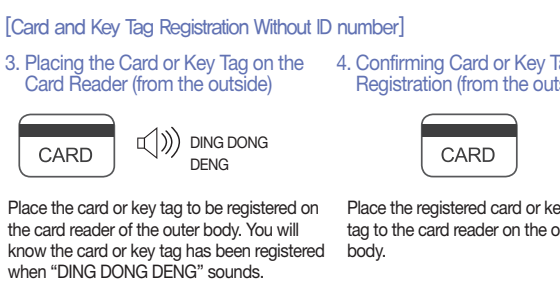 [Card and Key Tag Registration Without ID number]
3. Placing the Card or Key Tag on the
Card Reader (from the outside)
CARD
DING DONG
DENG
Place the card or key tag to be registered on
the card reader of the outer body. You will
know the card or key tag has been registered
when “DING DONG DENG” sounds.
4. Confirming Card or Key
Registration (from the
CARD
Place the registered card or
tag to the card reader on the
body.